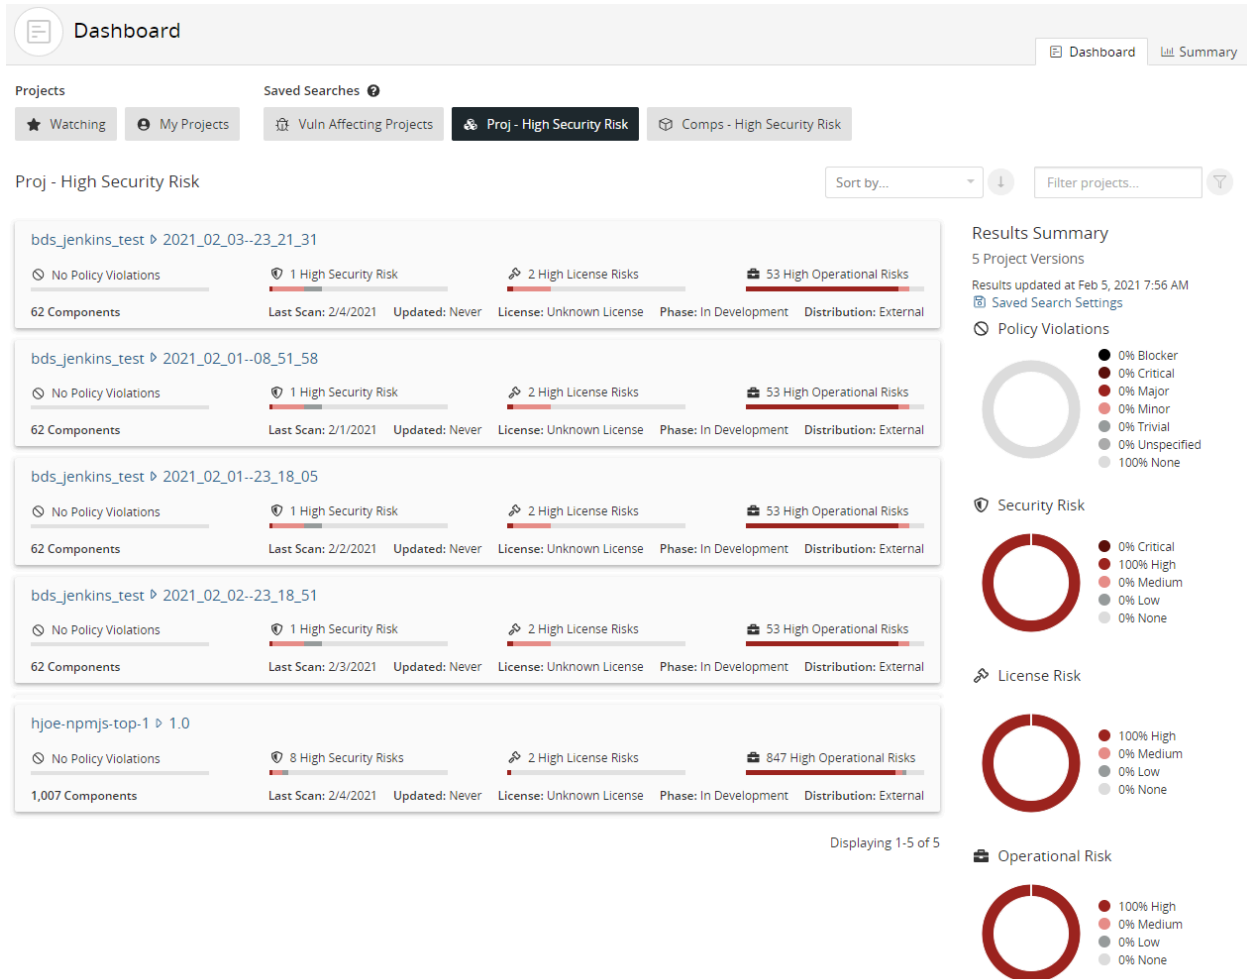 Dashboard
Dashboard Summary
Projects Saved Searches
Watching My Projects Vuln Affecting Projects Proj - High Security Risk Comps - High Security Risk
Proj - High Security Risk Sort by... Filter projects...
bds_jenkins_test 2021_02_03--23_21_31
No Policy Violations 1 High Security Risk 2 High License Risks 53 High Operational Risks
62 Components Last Scan: 2/4/2021 Updated: Never License: Unknown License Phase: In Development Distribution: External
bds_jenkins_test 2021_02_01--08_51_58
No Policy Violations 1 High Security Risk 2 High License Risks 53 High Operational Risks
62 Components Last Scan: 2/1/2021 Updated: Never License: Unknown License Phase: In Development Distribution: External
bds_jenkins_test 2021_02_01--23_18_05
No Policy Violations 1 High Security Risk 2 High License Risks 53 High Operational Risks
62 Components Last Scan: 2/2/2021 Updated: Never License: Unknown License Phase: In Development Distribution: External
bds_jenkins_test 2021_02_02--23_18_51
No Policy Violations 1 High Security Risk 2 High License Risks 53 High Operational Risks
62 Components Last Scan: 2/3/2021 Updated: Never License: Unknown License Phase: In Development Distribution: External
hjoe-npmjs-top-1 1.0
No Policy Violations 8 High Security Risks 2 High License Risks 847 High Operational Risks
1,007 Components Last Scan: 2/4/2021 Updated: Never License: Unknown License Phase: In Development Distribution: External
Displaying 1-5 of 5
Results Summary
5 Project Versions
Results updated at Feb 5, 2021 7:56 AM
Saved Search Settings
Policy Violations
0% Blocker
0% Critical
0% Major
0% Minor
0% Trivial
0% Unspecified
100% None
Security Risk
0% Critical
100% High
0% Medium
0% Low
0% None
License Risk
100% High
0% Medium
0% Low
0% None
Operational Risk
100% High
0% Medium
0% Low
0% None